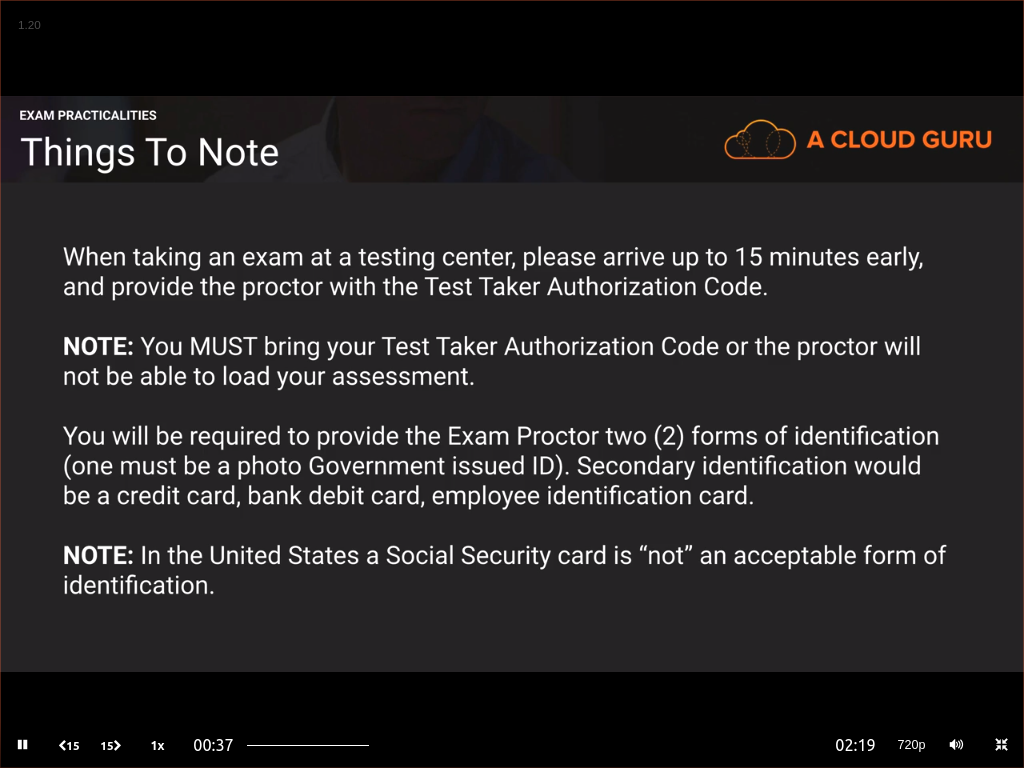 1.20
EXAM PRACTICALITIES
Things To Note
A CLOUD GURU
When taking an exam at a testing center, please arrive up to 15 minutes early,
and provide the proctor with the Test Taker Authorization Code.
NOTE: You MUST bring your Test Taker Authorization Code or the proctor will
not be able to load your assessment.
You will be required to provide the Exam Proctor two (2) forms of identification
(one must be a photo Government issued ID). Secondary identification would
be a credit card, bank debit card, employee identification card.
NOTE: In the United States a Social Security card is “not” an acceptable form of
identification.
15 15 1x 00:37 02:19 720p